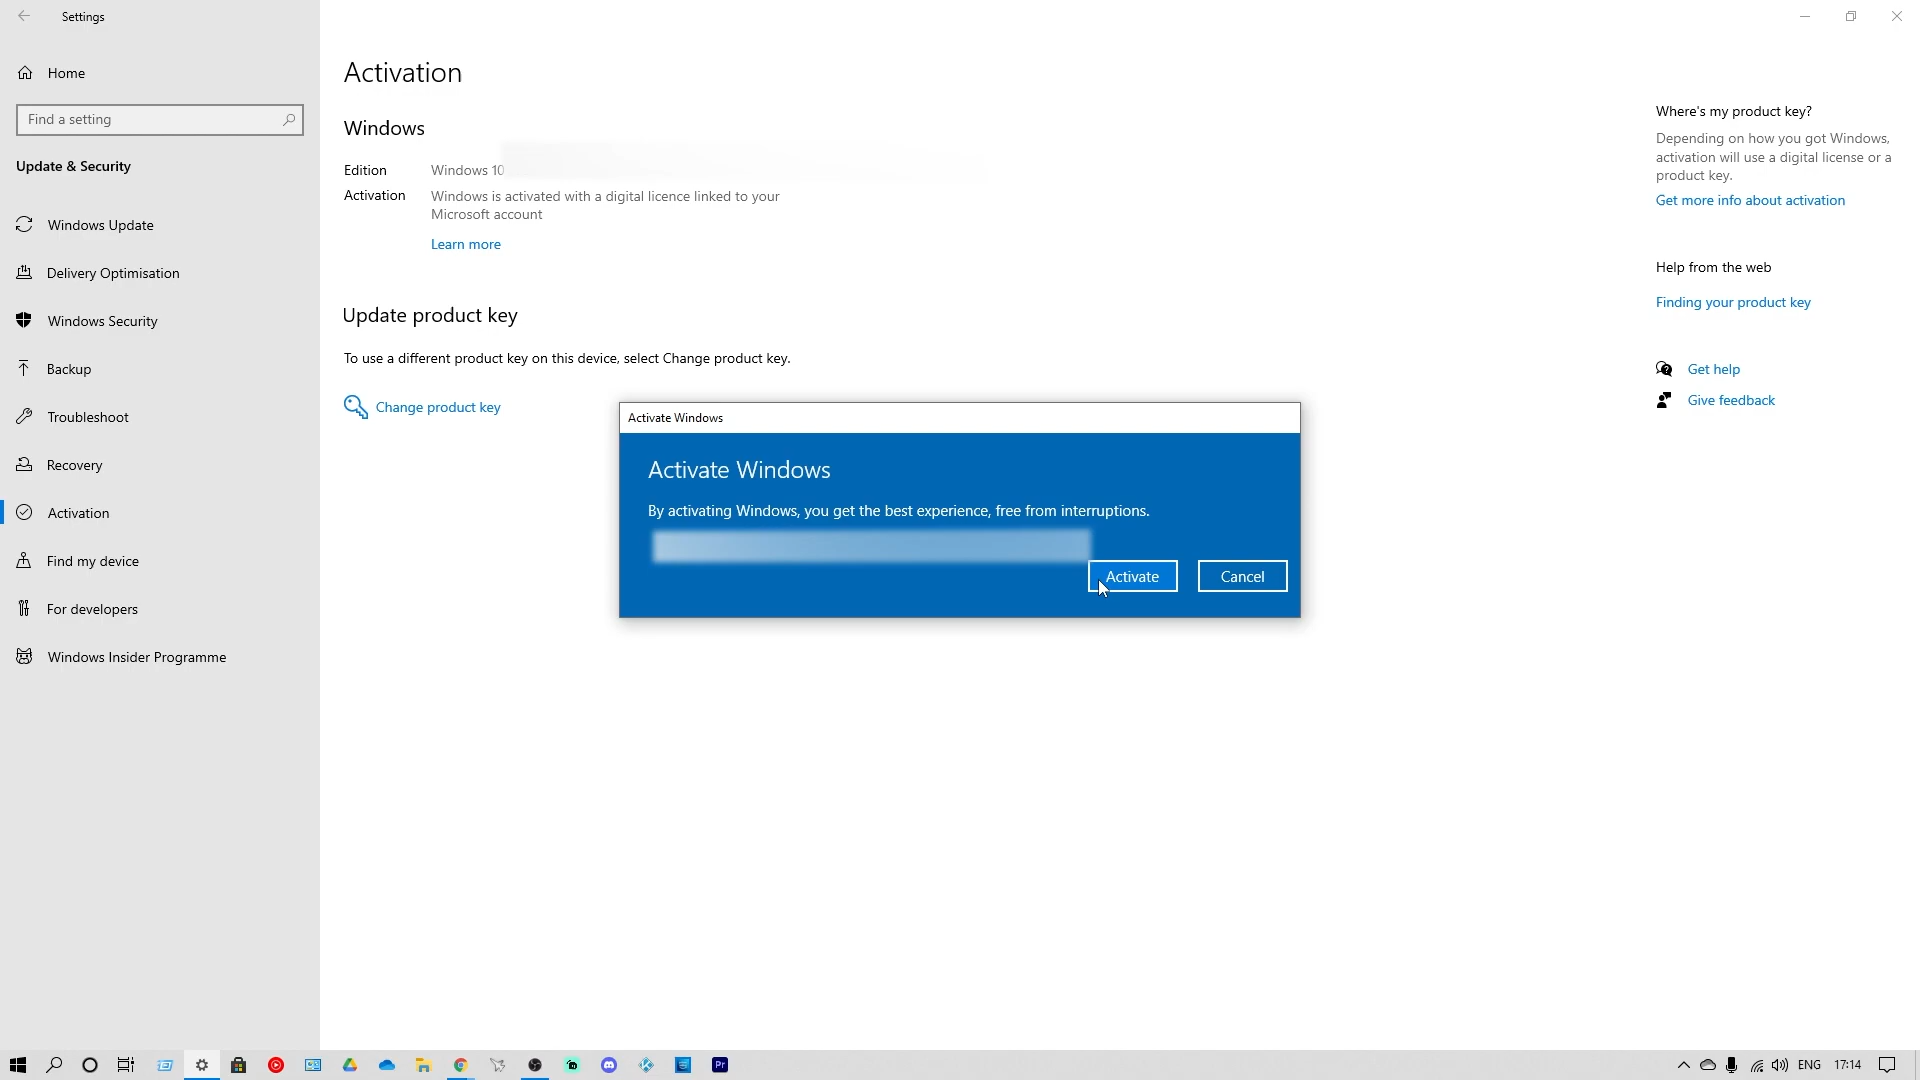 Settings
Home
Find a setting
Update & Security
Windows Update
Delivery Optimisation
Windows Security
Backup
Troubleshoot
Recovery
Activation
Find my device
For developers
Windows Insider Programme
Activation
Windows
Edition Windows 10
Activation Windows is activated with a digital licence linked to your
Microsoft account
Learn more
Update product key
To use a different product key on this device, select Change product key.
Change product key
Activate Windows
Activate Windows
By activating Windows, you get the best experience, free from interruptions.
Activate Cancel
Where's my product key?
Depending on how you got Windows,
activation will use a digital license or a
product key.
Get more info about activation
Help from the web
Finding your product key
Get help
Give feedback
Pr
ENG 17:14